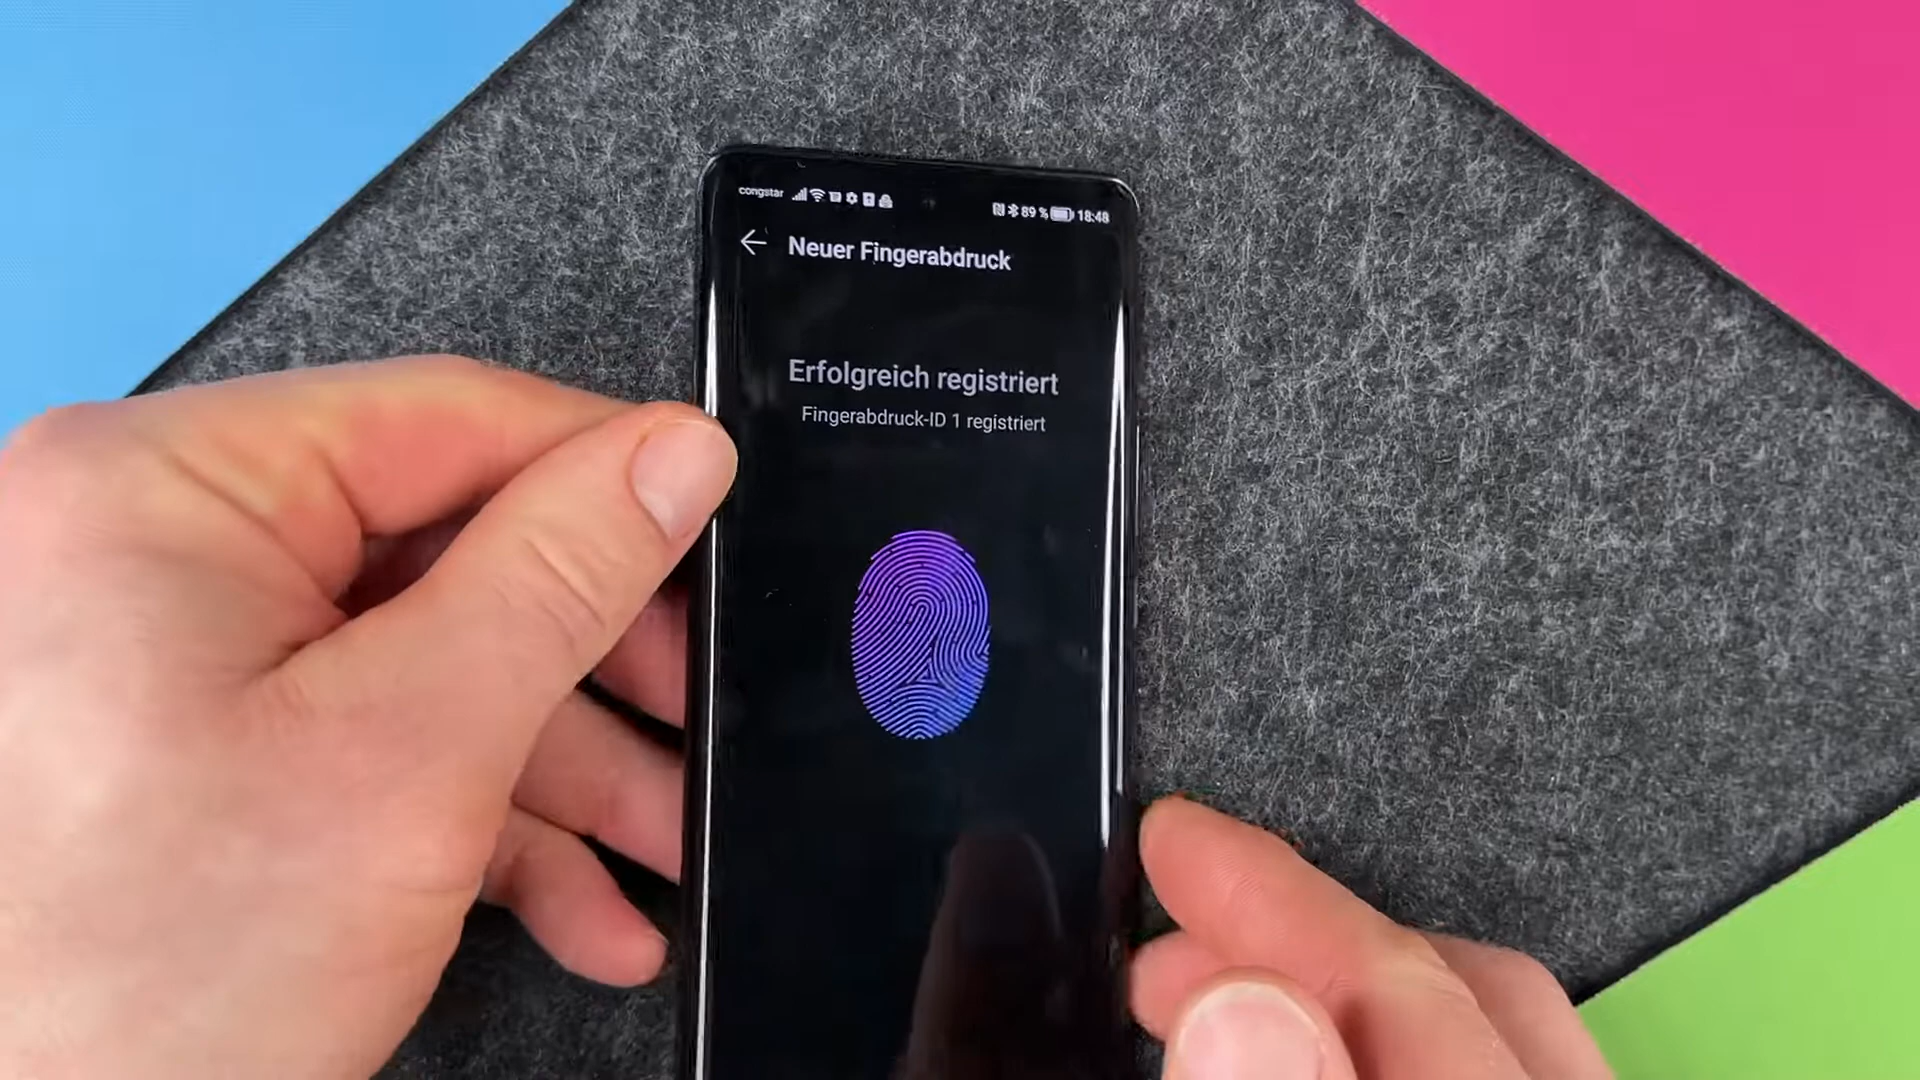 congstar 89 % 18:48
Neuer Fingerabdruck
Erfolgreich registriert
Fingerabdruck-ID 1 registriert